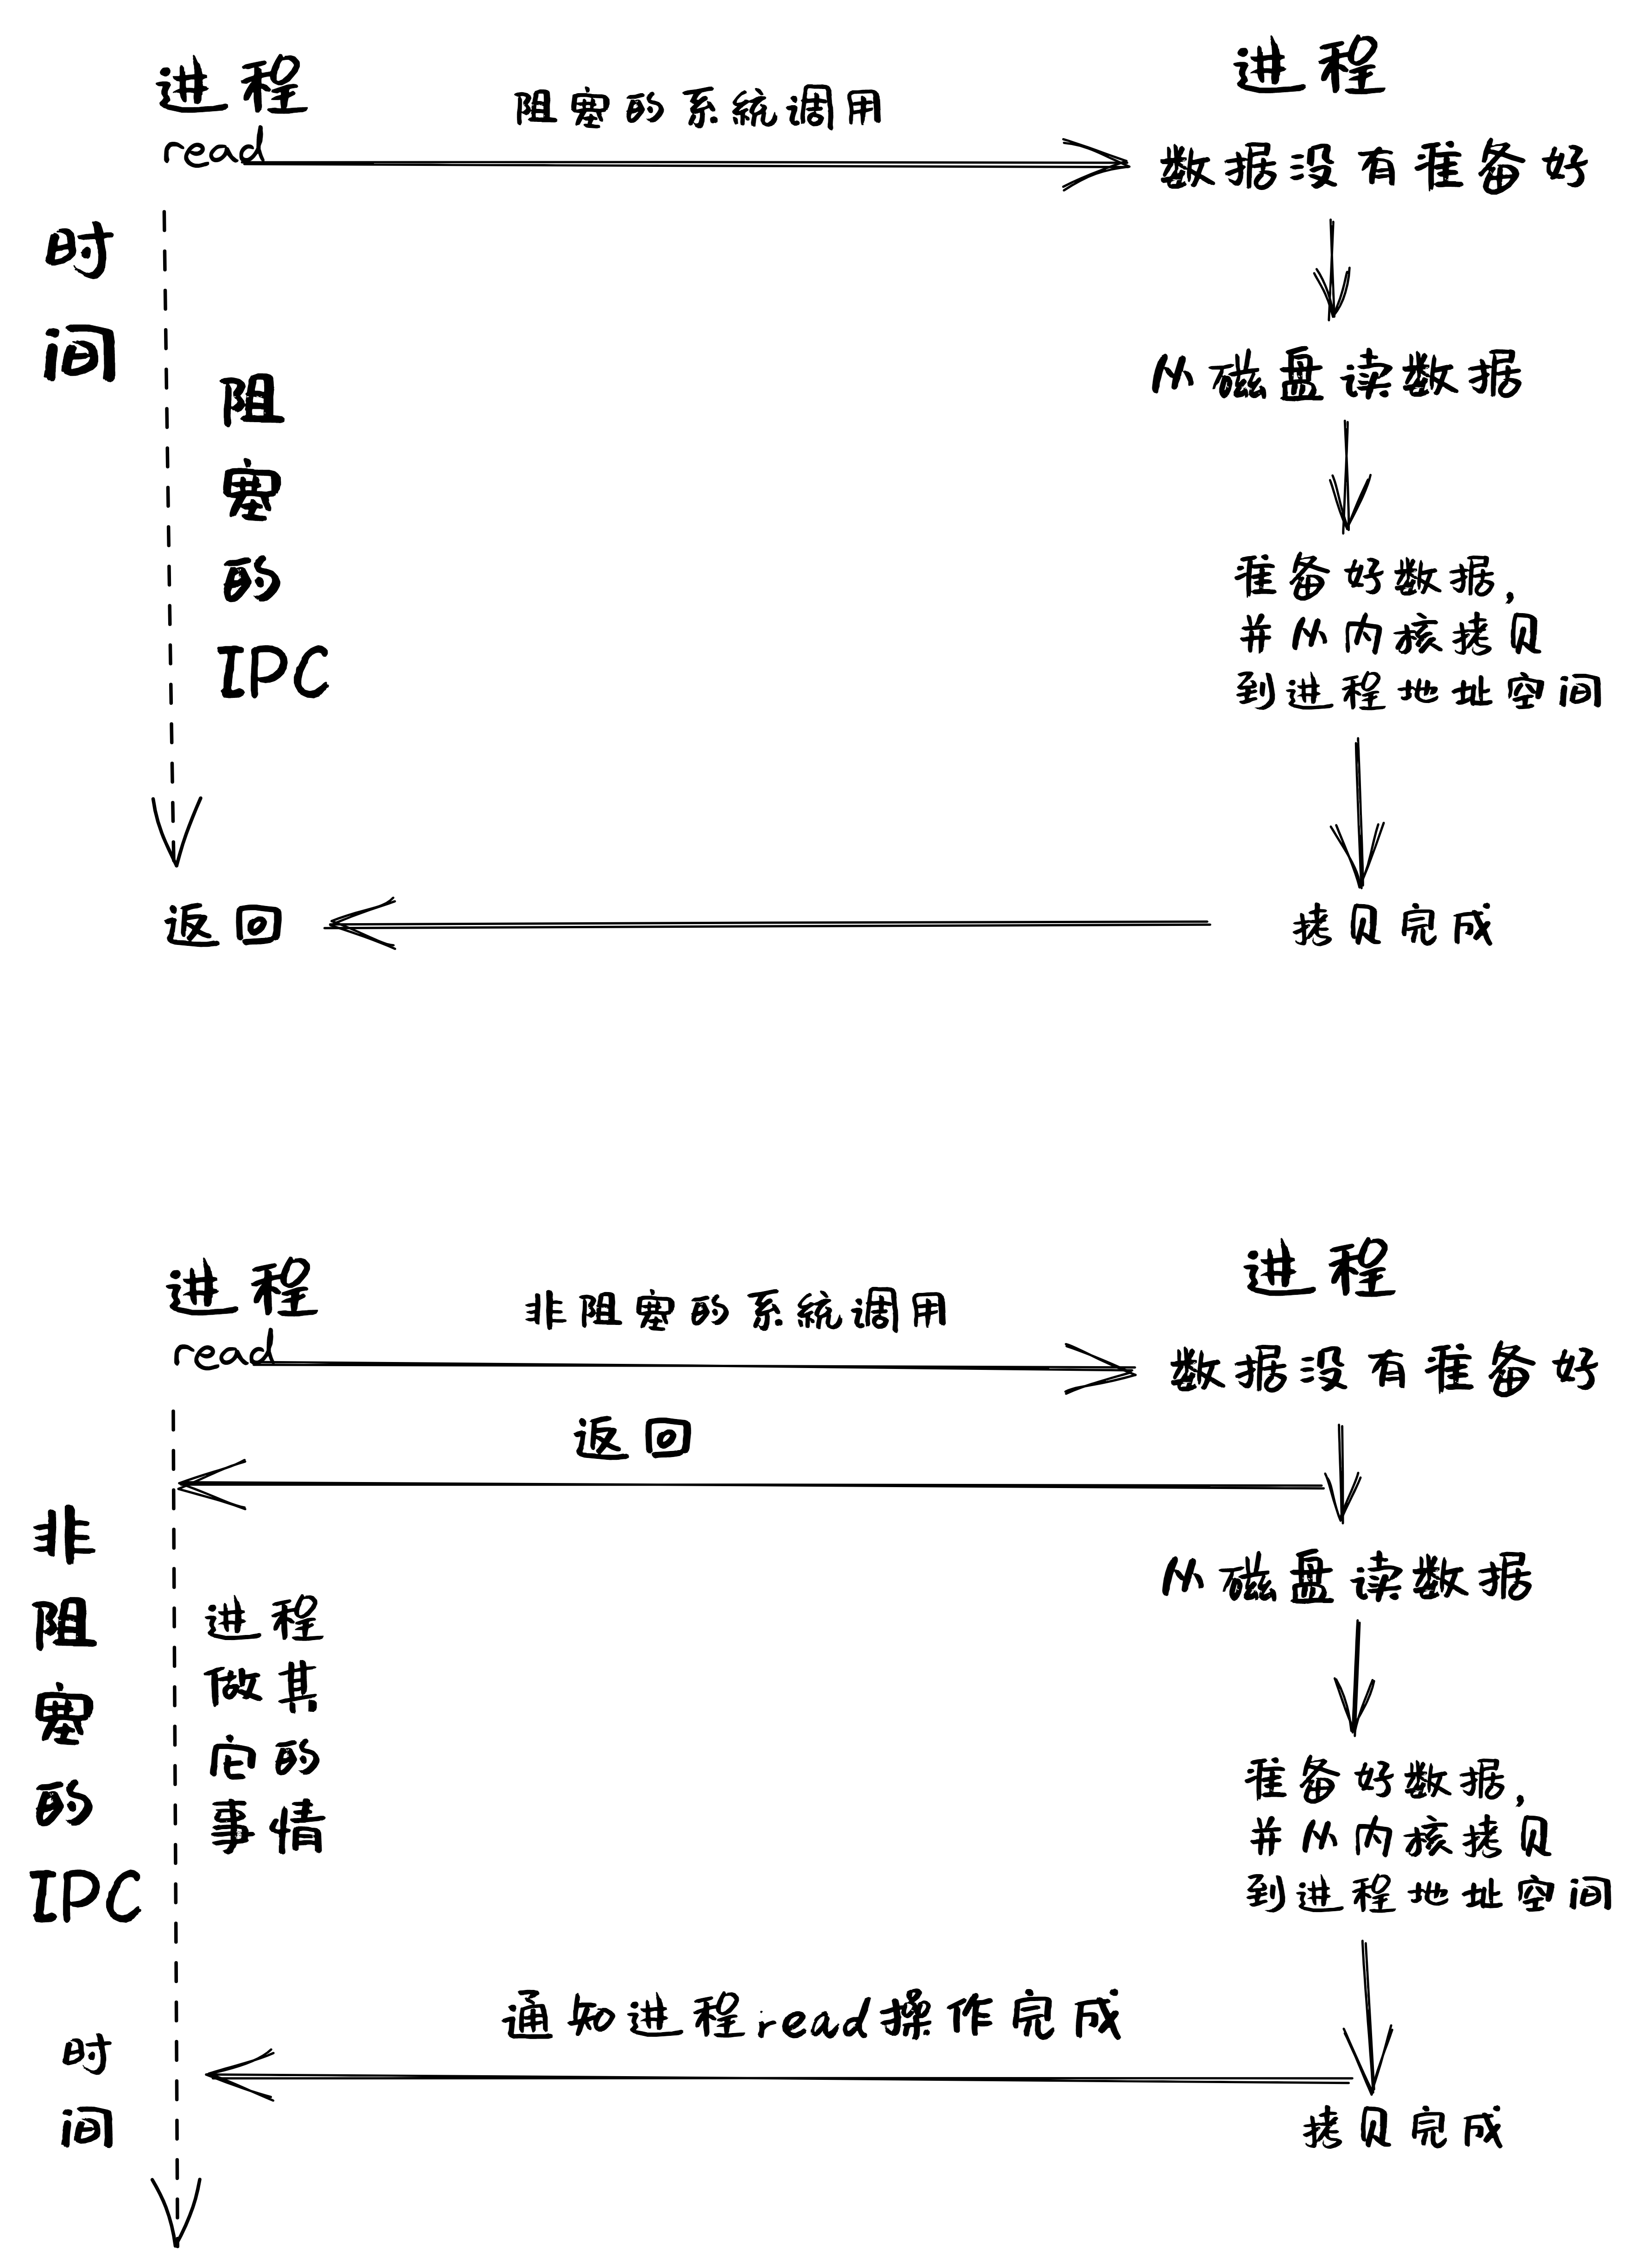 进程
进程
阻塞的系统调用
read
数据没有准备好
时间
从磁盘读数据
阻塞的IPC
准备好数据,
并从内核拷贝
到进程地址空间
返回
拷贝完成
进程
进程
非阻塞的系统调用
read
数据没有准备好
返回
非阻塞的IPC
从磁盘读数据
进程
做其
它的
事情
准备好数据,
并从内核拷贝
到进程地址空间
通知进程read操作完成
时间
拷贝完成